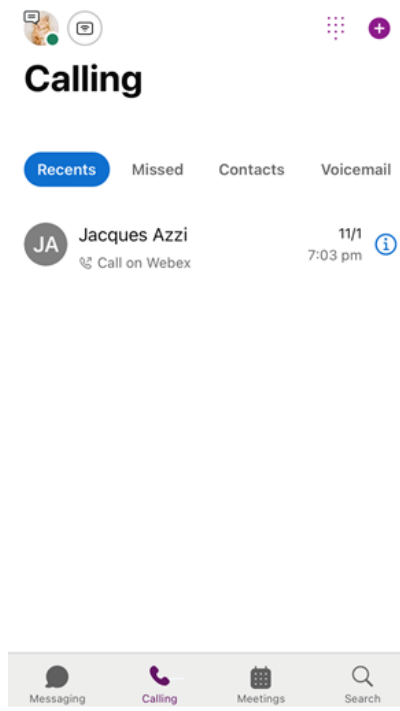 Calling
Recents Missed Contacts Voicemail
Jacques Azzi 11/1
JA
Call on Webex 7:03 pm
Messaging Calling Meetings Search